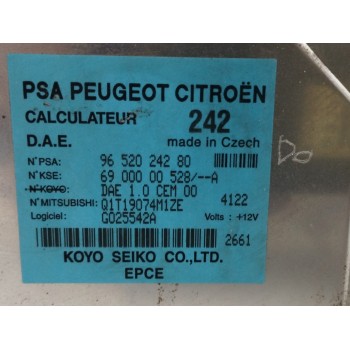 PSA PEUGEOT CITROËN
CALCULATEUR 242
D.A.E. made in Czech
N°PSA: 96 520 242 80
N°KSE: 69 000 00 528/--A
N°KOYO: DAE 1.0 CEM 00
N°MITSUBISHI: Q1T19074M1ZE 4122
Logiciel: G025542A Volts : +12V
2661
KOYO SEIKO CO.,LTD.
EPCE
Do